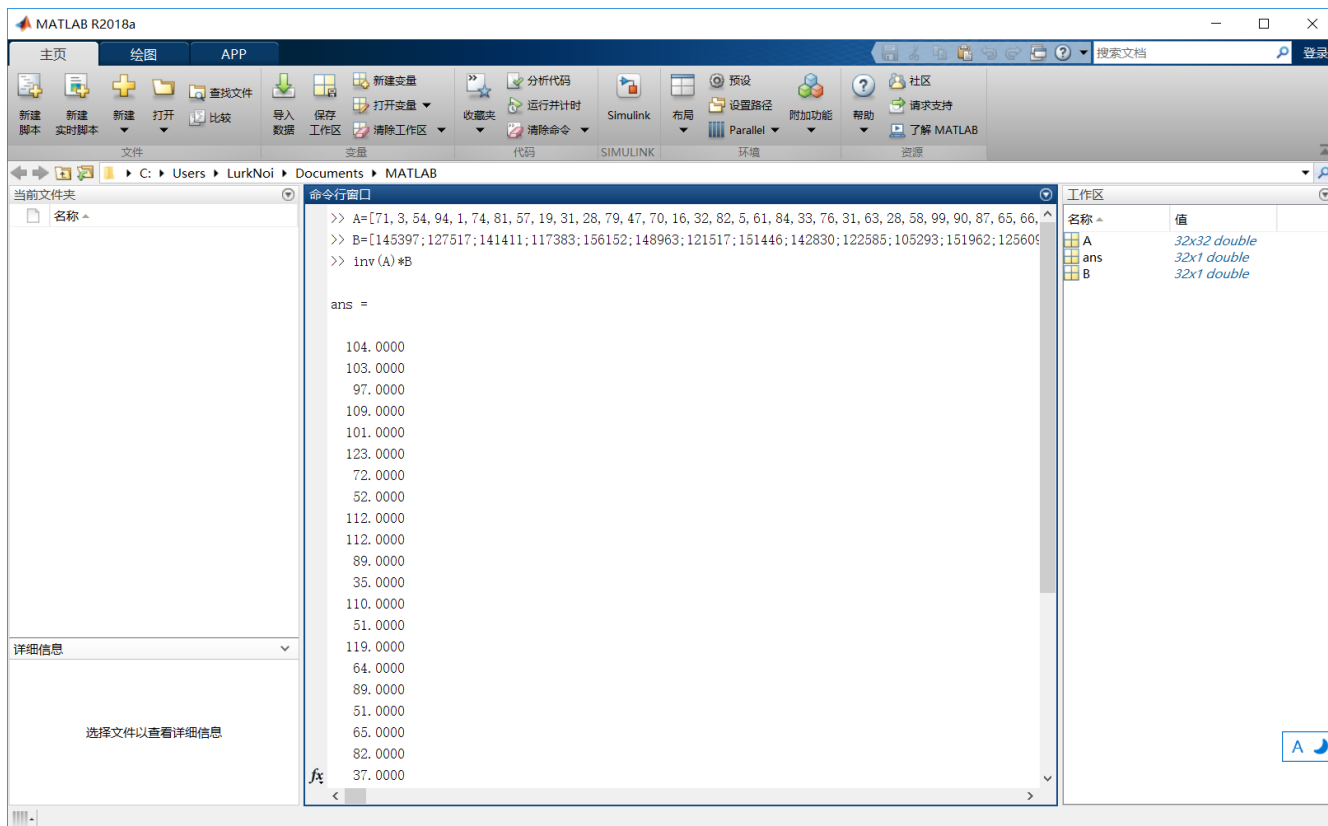 MATLAB R2018a
主页 绘图 APP
搜索文档
登录
新建脚本
新建实时脚本
新建
打开
查找文件
比较
导入数据
保存工作区
新建变量
打开变量
清除工作区
收藏夹
分析代码
运行并计时
清除命令
Simulink
布局
预设
设置路径
Parallel
附加功能
帮助
社区
请求支持
了解 MATLAB
文件 变量 代码 SIMULINK 环境 资源
C: Users LurkNoi Documents MATLAB
当前文件夹
名称
详细信息
选择文件以查看详细信息
命令行窗口
>> A=[71,3,54,94,1,74,81,57,19,31,28,79,47,70,16,32,82,5,61,84,33,76,31,63,28,58,99,90,87,65,66,
>> B=[145397;127517;141411;117383;156152;148963;121517;151446;142830;122585;105293;151962;125609
>> inv(A)*B
ans =
104.0000
103.0000
97.0000
109.0000
101.0000
123.0000
72.0000
52.0000
112.0000
112.0000
89.0000
35.0000
110.0000
51.0000
119.0000
64.0000
89.0000
51.0000
65.0000
82.0000
fx 37.0000
工作区
名称 值
A 32x32 double
ans 32x1 double
B 32x1 double
A